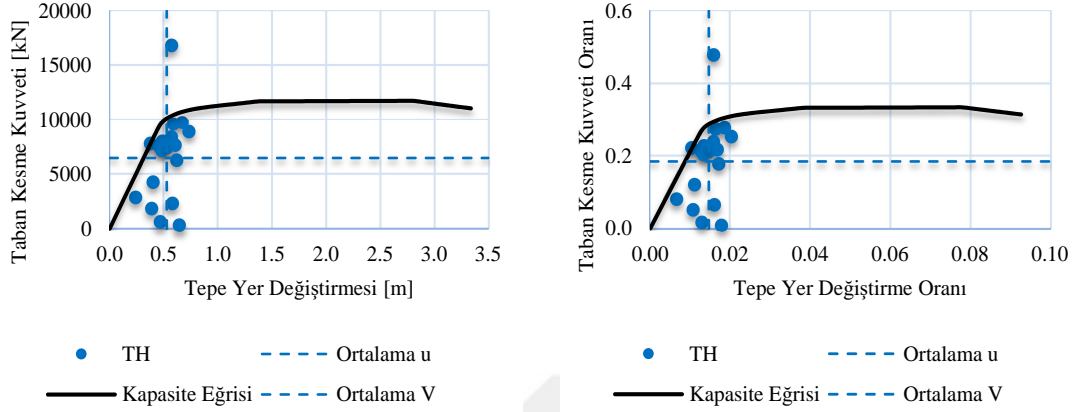 Taban Kesme Kuvveti [kN]
20000
15000
10000
5000
0
0.0 0.5 1.0 1.5 2.0 2.5 3.0 3.5
Tepe Yer Değiştirmesi [m]
TH
Ortalama u
Kapasite Eğrisi
Ortalama V
Taban Kesme Kuvveti Oranı
0.6
0.4
0.2
0.0
0.00 0.02 0.04 0.06 0.08 0.10
Tepe Yer Değiştirme Oranı
TH
Ortalama u
Kapasite Eğrisi
Ortalama V